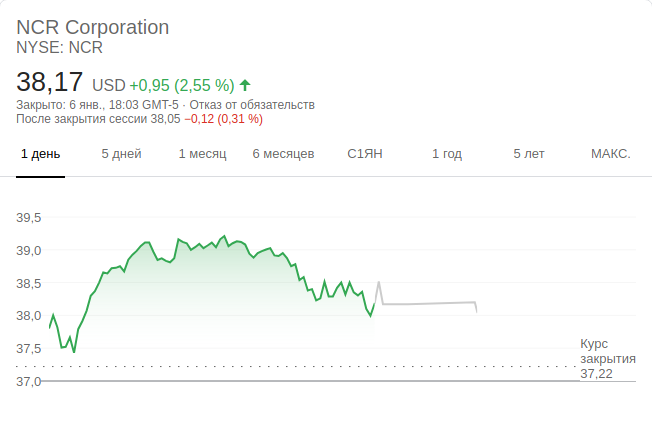 NCR Corporation
NYSE: NCR
38,17 USD +0,95 (2,55 %)
Закрыто: 6 янв., 18:03 GMT-5 · Отказ от обязательств
После закрытия сессии 38,05 −0,12 (0,31 %)
1 день 5 дней 1 месяц 6 месяцев С1ЯН 1 год 5 лет МАКС.
39,5
39,0
38,5
38,0
37,5
37,0
Курс
закрытия
37,22